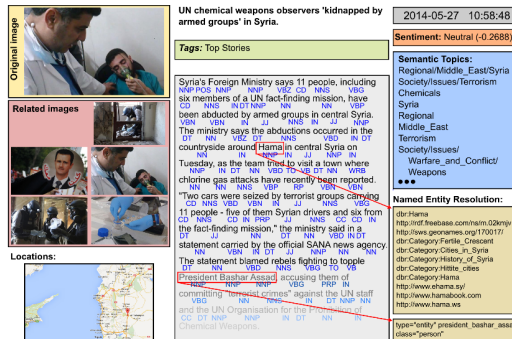 Original image
UN chemical weapons observers 'kidnapped by
armed groups' in Syria.
2014-05-27 10:58:48
Tags: Top Stories
Sentiment: Neutral (-0.2688)
Related images
Syria's Foreign Ministry says 11 people, including
NNP POS NNP NNP VBZ CD NNS VBG
six members of a UN fact-finding mission, have
CD NNS IN DT NNP NN NN VBP
been abducted by armed groups in central Syria.
VBN VBN IN JJ NNS IN JJ NNP
The ministry says the abductions occurred in the
DT NN VBZ DT NNS VBD IN DT
countryside around Hama in central Syria on
NN IN NNP IN JJ NNP IN
Tuesday, as the team tried to visit a town where
NNP IN DT NN VBD TO VB DT NN WRB
chlorine gas attacks have recently been reported.
NN NN NNS VBP RP VBN VBN
"Two cars were seized by terrorist groups carrying
CD NNS VBD VBN IN JJ NNS VBG
11 people - five of them Syrian drivers and six from
CD NNS CD IN PRP JJ NNS CC CD IN
the fact-finding mission," the ministry said in a
DT JJ NN DT NN VBD IN DT
statement carried by the official SANA news agency.
NN VBN IN DT JJ NNP NN NN
The statement blamed rebels fighting to topple
DT NN VBD NNS VBG TO VB
President Bashar Assad, accusing them of
NNP NNP NNP VBG PRP IN
committing "terrorist crimes" against the UN staff
VBG NN NNS IN DT NNP NN
and the UN Organisation for the Prohibition of
CC DT NNP NNP IN DT NN IN
Chemical Weapons.
Semantic Topics:
Regional/Middle_East/Syria
Society/Issues/Terrorism
Chemicals
Syria
Regional
Middle_East
Terrorism
Society/Issues/
Warfare_and_Conflict/
Weapons
Named Entity Resolution:
dbr:Hama
http://rdf.freebase.com/ns/m.02kmjv
http://sws.geonames.org/170017/
dbr:Category:Fertile_Crescent
dbr:Category:Cities_in_Syria
dbr:Category:History_of_Syria
dbr:Category:Hittite_cities
dbr:Category:Hama
http://www.ehama.sy/
http://www.hamabook.com
http://www.hama.ws
type="entity" president_bashar_assa
class="person"
Locations: